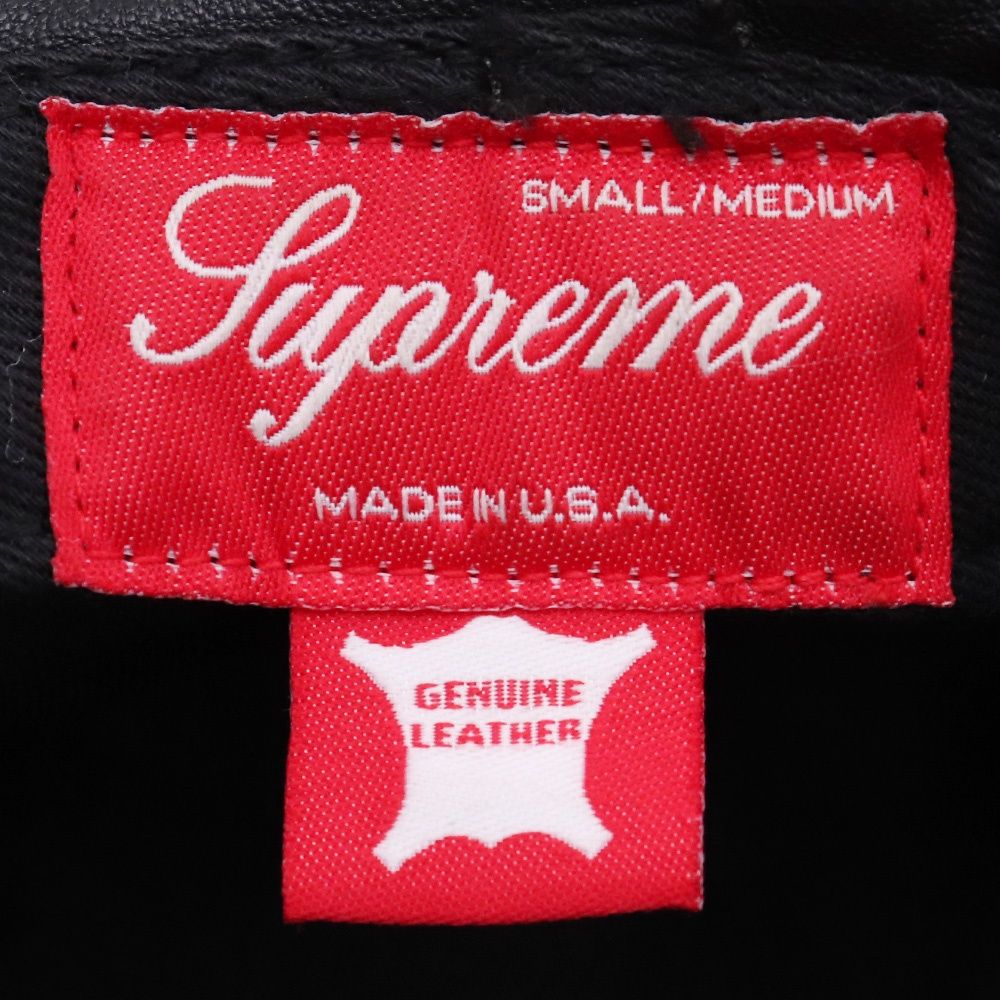 SMALL/MEDIUM
Supreme
MADE IN U.S.A.
GENUINE
LEATHER